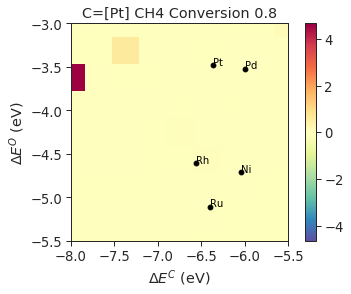 C=[Pt] CH4 Conversion 0.8
−3.0
−3.5
−4.0
−4.5
−5.0
−5.5
ΔE^O (eV)
Pt
Pd
Rh
Ni
Ru
−8.0 −7.5 −7.0 −6.5 −6.0 −5.5
ΔE^C (eV)
4
2
0
−2
−4